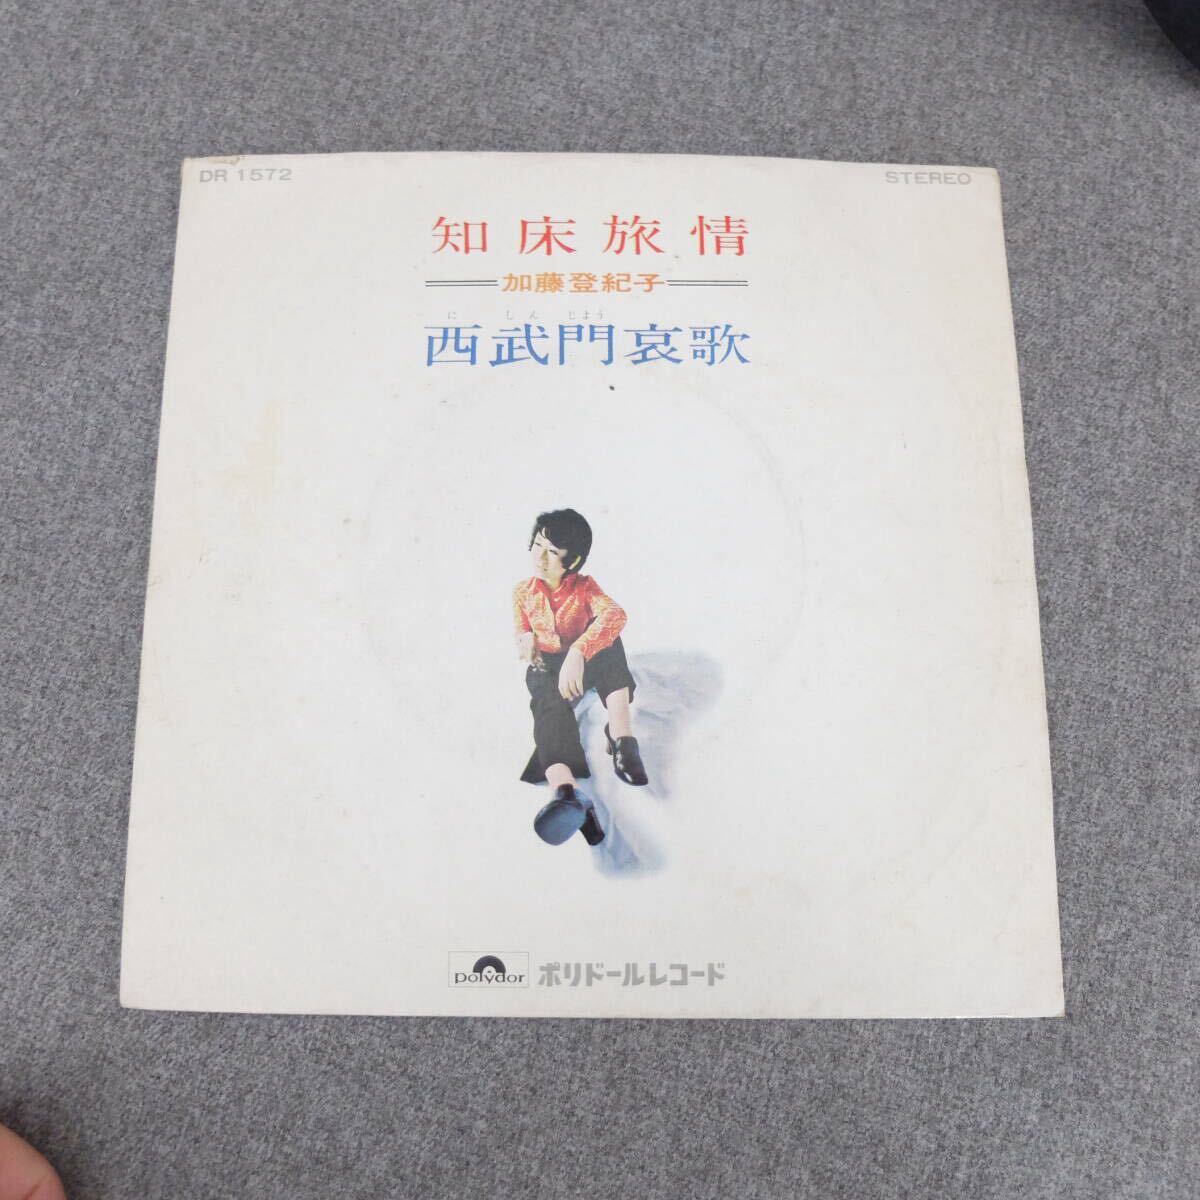 DR 1572
STEREO
知床旅情
加藤登紀子
に しん じよう
西武門哀歌
polydor ポリドールレコード